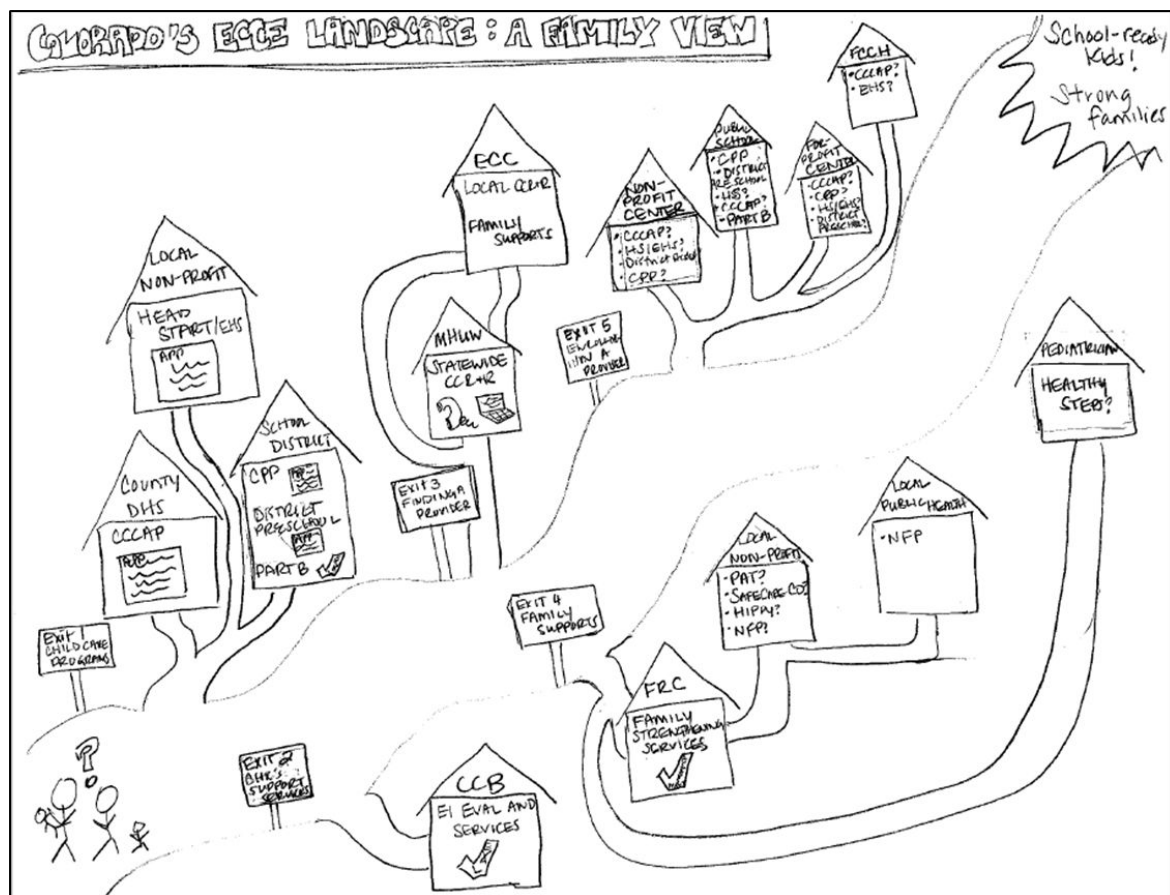 COLORADO'S ECCE LANDSCAPE: A FAMILY VIEW
School-ready
Kids!
Strong
families
FCCH
• CCCAP?
• EHS?
PUBLIC
SCHOOL
• CPP
• DISTRICT
PRESCHOOL
• HS?
• CCCAP?
• PART B
FOR-
PROFIT
CENTER
• CCCAP?
• CPP?
• HS/EHS?
• DISTRICT
NON-
PROFIT
CENTER
• CCCAP?
• HS/EHS?
• District
• CPP?
ECC
LOCAL CCR+R
FAMILY
SUPPORTS
LOCAL
NON-PROFIT
HEAD
START/EHS
APP
MHUW
STATEWIDE
CCR+R
EXIT 5
ENROLLING
A
PROVIDER
PEDIATRICIAN
HEALTHY
STEPS?
SCHOOL
DISTRICT
CPP
APP
DISTRICT
PRESCHOOL
APP
PART B
COUNTY
DHS
CCCAP
APP
EXIT 3
FINDING A
PROVIDER
LOCAL
PUBLIC HEALTH
• NFP
LOCAL
NON-PROFIT
• PAT?
• SAFECARE CO?
• HIPPY?
• NFP?
EXIT 4
FAMILY
SUPPORTS
Exit 1
CHILD CARE
PROGRAMS
FRC
FAMILY
STRENGTHENING
SERVICES
EXIT 2
SUPPORT
SERVICES
CCB
EI EVAL AND
SERVICES
?